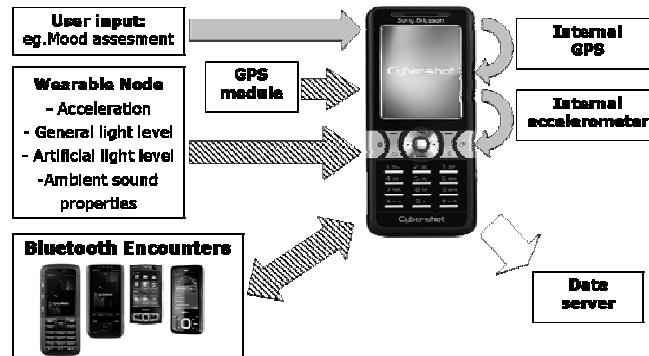 User input:
eg.Mood assesment
Wearable Node
- Acceleration
- General light level
- Artificial light level
-Ambient sound
properties
GPS
module
Bluetooth Encounters
Sony Ericsson
Cyber-shot
Cyber-shot
Internal
GPS
Internal
accelerometer
Data
server